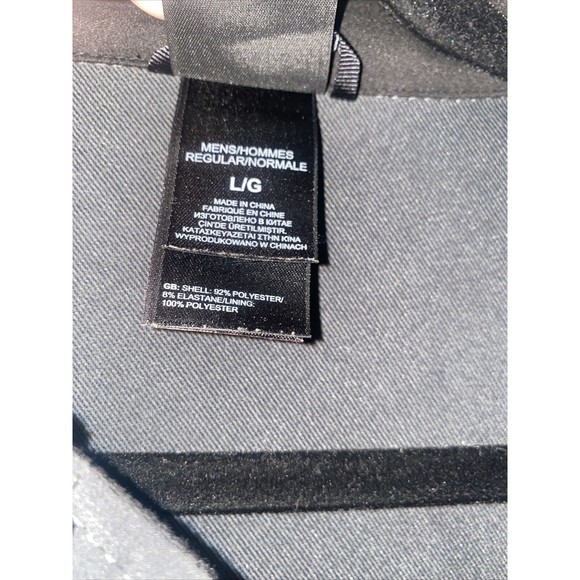 MENS/HOMMES
REGULAR/NORMALE
L/G
MADE IN CHINA
FABRIQUÉ EN CHINE
ИЗГОТОВЛЕНО В КИТАЕ
ÇİN'DE ÜRETİLMİŞTİR.
ΚΑΤΑΣΚΕΥΑΖΕΤΑΙ ΣΤΗΝ ΚΙΝΑ
WYPRODUKOWANO W CHINACH
GB: SHELL: 92% POLYESTER/
8% ELASTANE/LINING:
100% POLYESTER